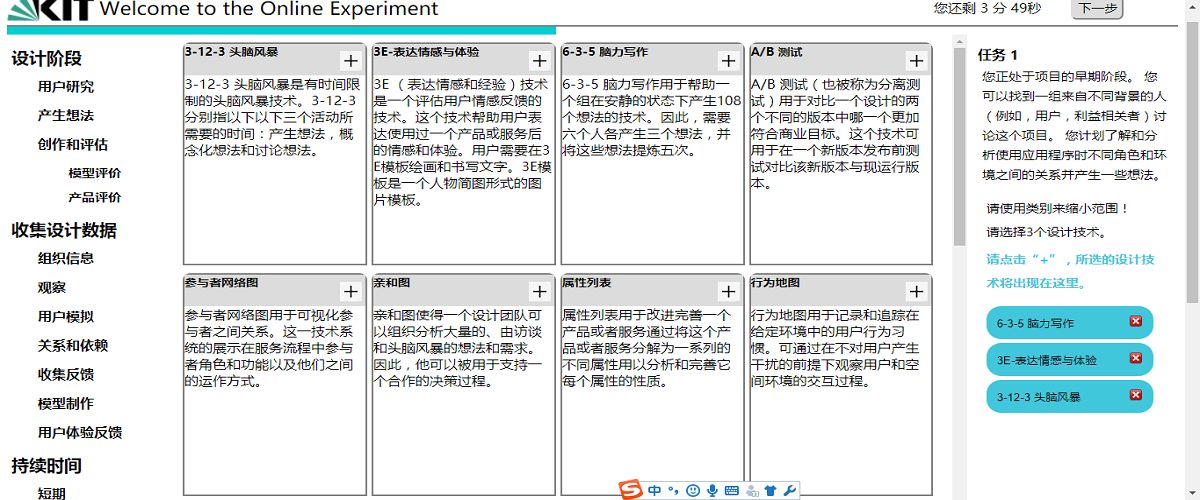 KIT Welcome to the Online Experiment
您还剩 3 分 49秒
下一步
设计阶段
用户研究
产生想法
创作和评估
模型评价
产品评价
收集设计数据
组织信息
观察
用户模拟
关系和依赖
收集反馈
模型制作
用户体验反馈
持续时间
短期
3-12-3 头脑风暴
+
3-12-3 头脑风暴是有时间限
制的头脑风暴技术。3-12-3
分别指以下以下三个活动所
需要的时间：产生想法，概
念化想法和讨论想法。
3E-表达情感与体验
+
3E （ 表达情感和经验）技术
是一个评估用户情感反馈的
技术。这个技术帮助用户表
达使用过一个产品或服务后
的情感和体验。用户需要在3
E模板绘画和书写文字。3E模
板是一个人物简图形式的图
片模板。
6-3-5 脑力写作
+
6-3-5 脑力写作用于帮助一
个组在安静的状态下产生108
个想法的技术。因此，需要
六个人各产生三个想法，并
将这些想法提炼五次。
A/B 测试
+
A/B 测试（也被称为分离测
试）用于对比一个设计的两
个不同的版本中哪一个更加
符合商业目标。这个技术可
用于在一个新版本发布前测
试对比该新版本与现运行版
本。
参与者网络图
+
参与者网络图用于可视化参
与者之间关系。这一技术系
统的展示在服务流程中参与
者角色和功能以及他们之间
的运作方式。
亲和图
+
亲和图使得一个设计团队可
以组织分析大量的、由访谈
和头脑风暴的想法和需求。
因此，他可以被用于支持一
个合作的决策过程。
属性列表
+
属性列表用于改进完善一个
产品或者服务通过将这个产
品或者服务分解为一系列的
不同属性用以分析和完善它
每个属性的性质。
行为地图
+
行为地图用于记录和追踪在
给定环境中的用户行为习
惯。可通过在不对用户产生
干扰的前提下观察用户和空
间环境的交互过程。
任务 1
您正处于项目的早期阶段。 您
可以找到一组来自不同背景的人
（例如，用户，利益相关者）讨
论这个项目。 您计划了解和分
析使用应用程序时不同角色和环
境之间的关系并产生一些想法。
请使用类别来缩小范围！
请选择3个设计技术。
请点击“+”，所选的设计技
术将出现在这里。
6-3-5 脑力写作
3E-表达情感与体验
3-12-3 头脑风暴
S 中